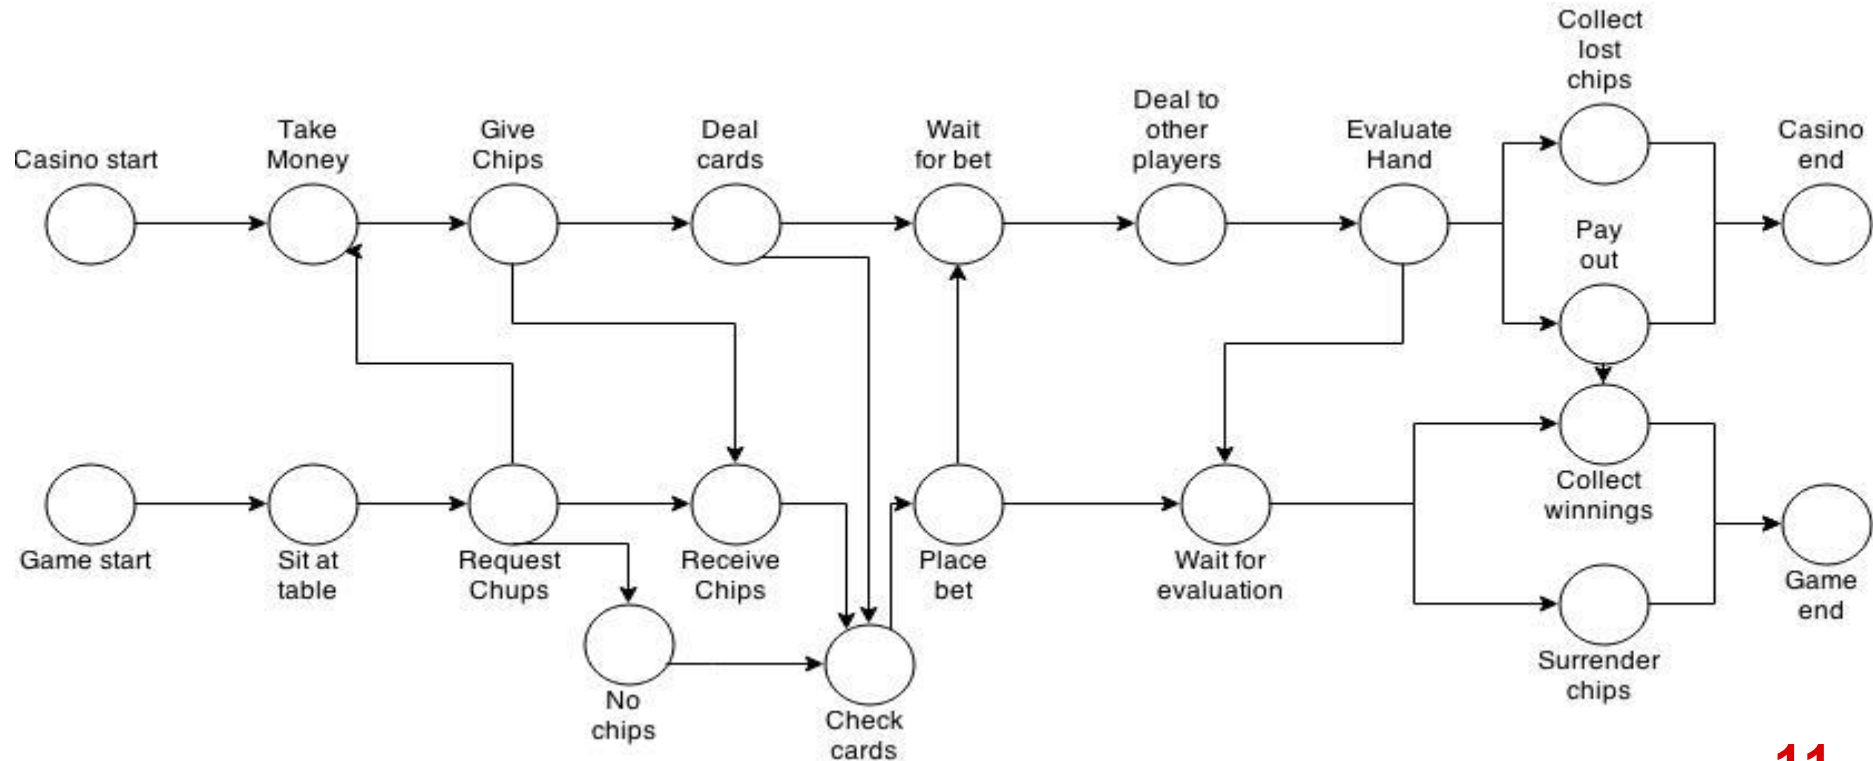 Collect
lost
chips
Deal to
other
players
Take
Money
Give
Chips
Deal
cards
Wait
for bet
Evaluate
Hand
Casino
end
Casino start
Pay
out
Collect
winnings
Game start
Sit at
table
Request
Chups
Receive
Chips
Place
bet
Wait for
evaluation
Game
end
Surrender
chips
No
chips
Check
cards
11